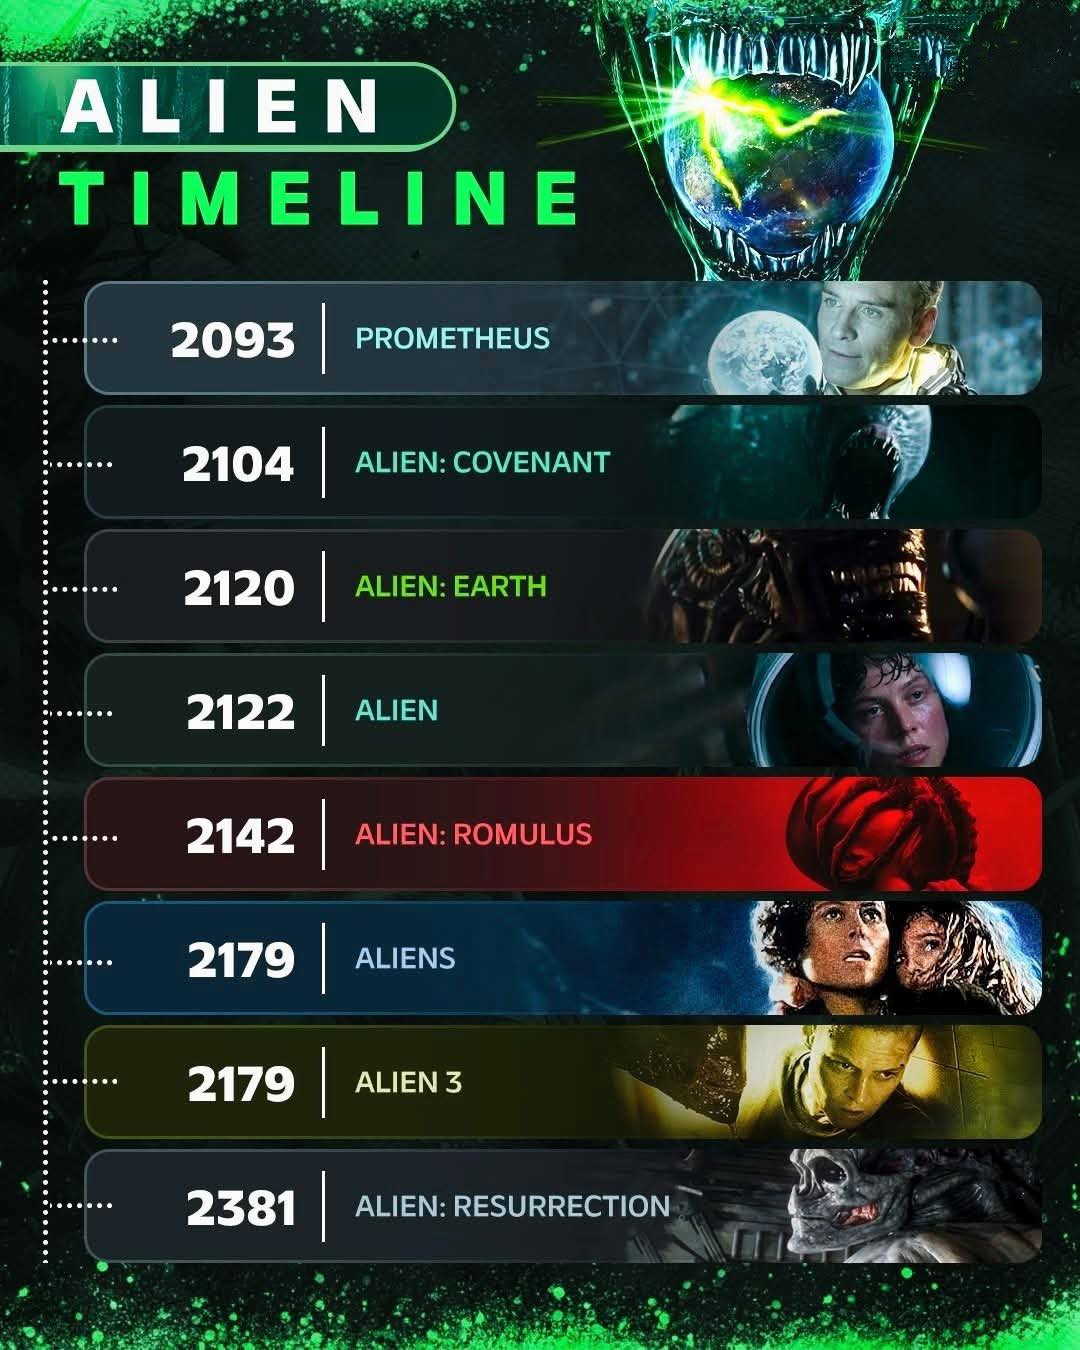 ALIEN
TIMELINE
2093 PROMETHEUS
2104 ALIEN: COVENANT
2120 ALIEN: EARTH
2122 ALIEN
2142 ALIEN: ROMULUS
2179 ALIENS
2179 ALIEN 3
2381 ALIEN: RESURRECTION